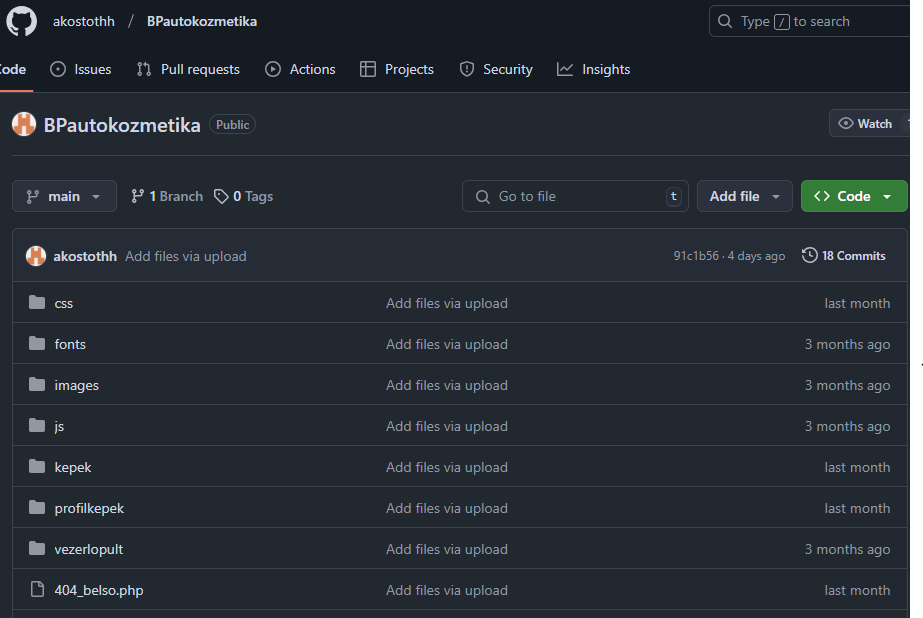 akostothh / BPautokozmetika
Type / to search
Code Issues Pull requests Actions Projects Security Insights
BPautokozmetika Public
Watch 1
main 1 Branch 0 Tags Go to file t Add file Code
akostothh Add files via upload 91c1b56 · 4 days ago 18 Commits
css Add files via upload last month
fonts Add files via upload 3 months ago
images Add files via upload 3 months ago
js Add files via upload 3 months ago
kepek Add files via upload last month
profilkepek Add files via upload last month
vezerlopult Add files via upload 3 months ago
404_belso.php Add files via upload last month